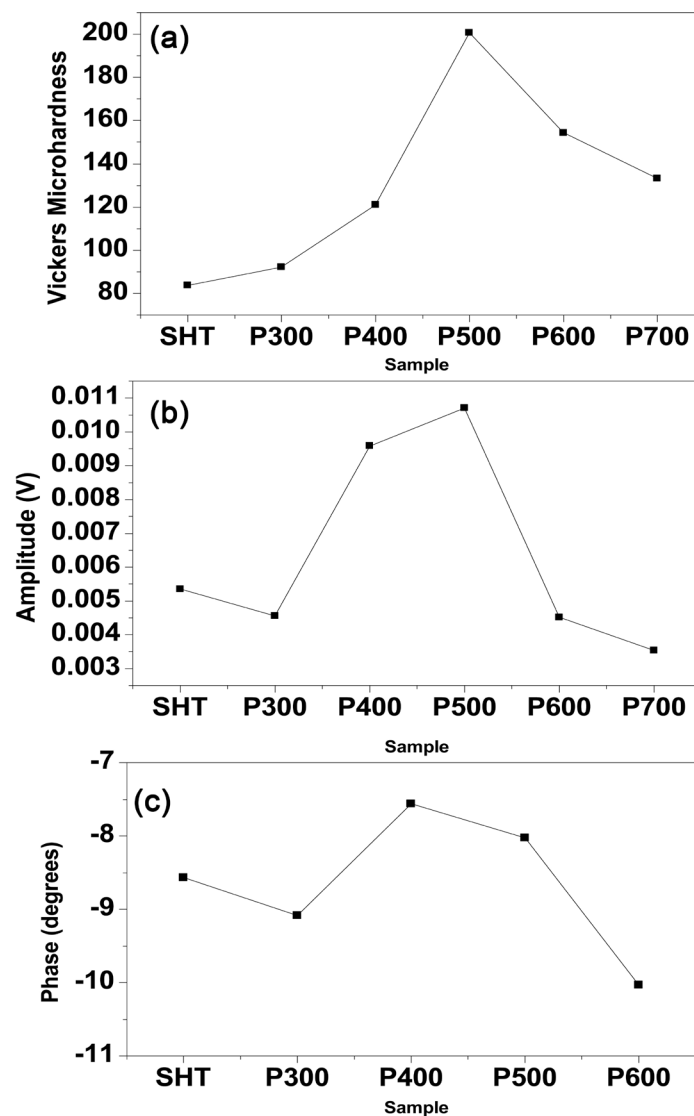 (a)
Vickers Microhardness
200
180
160
140
120
100
80
SHT P300 P400 P500 P600 P700
Sample
(b)
Amplitude (V)
0.011
0.010
0.009
0.008
0.007
0.006
0.005
0.004
0.003
SHT P300 P400 P500 P600 P700
Sample
(c)
Phase (degrees)
-7
-8
-9
-10
-11
SHT P300 P400 P500 P600
Sample